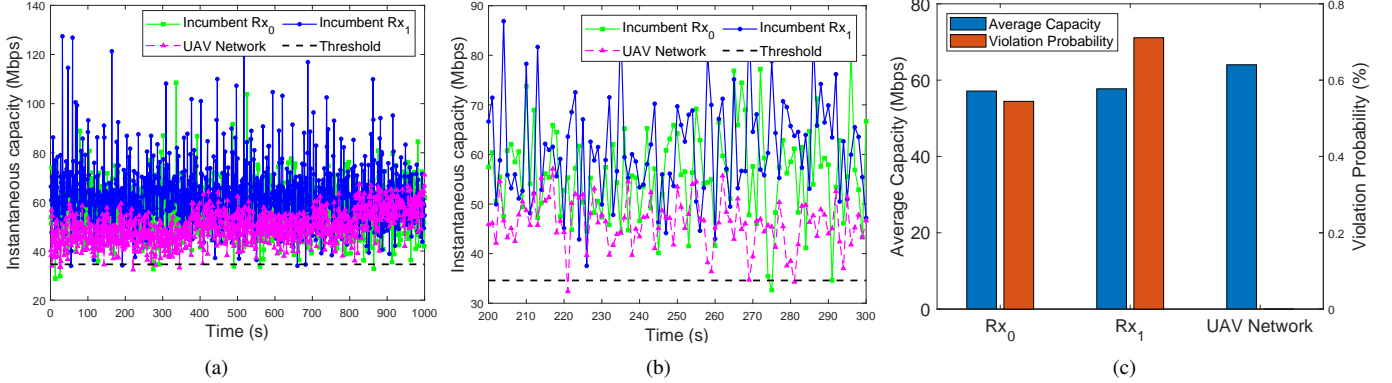 Incumbent Rx0 Incumbent Rx1
UAV Network Threshold
Instantaneous capacity (Mbps)
140
120
100
80
60
40
20
0 100 200 300 400 500 600 700 800 900 1000
Time (s)
(a)
Incumbent Rx0 Incumbent Rx1
UAV Network Threshold
Instantaneous capacity (Mbps)
90
80
70
60
50
40
30
200 210 220 230 240 250 260 270 280 290 300
Time (s)
(b)
Average Capacity
Violation Probability
Average Capacity (Mbps)
80
60
40
20
0
Rx0 Rx1 UAV Network
0.8
0.6
0.4
0.2
0
Violation Probability (%)
(c)